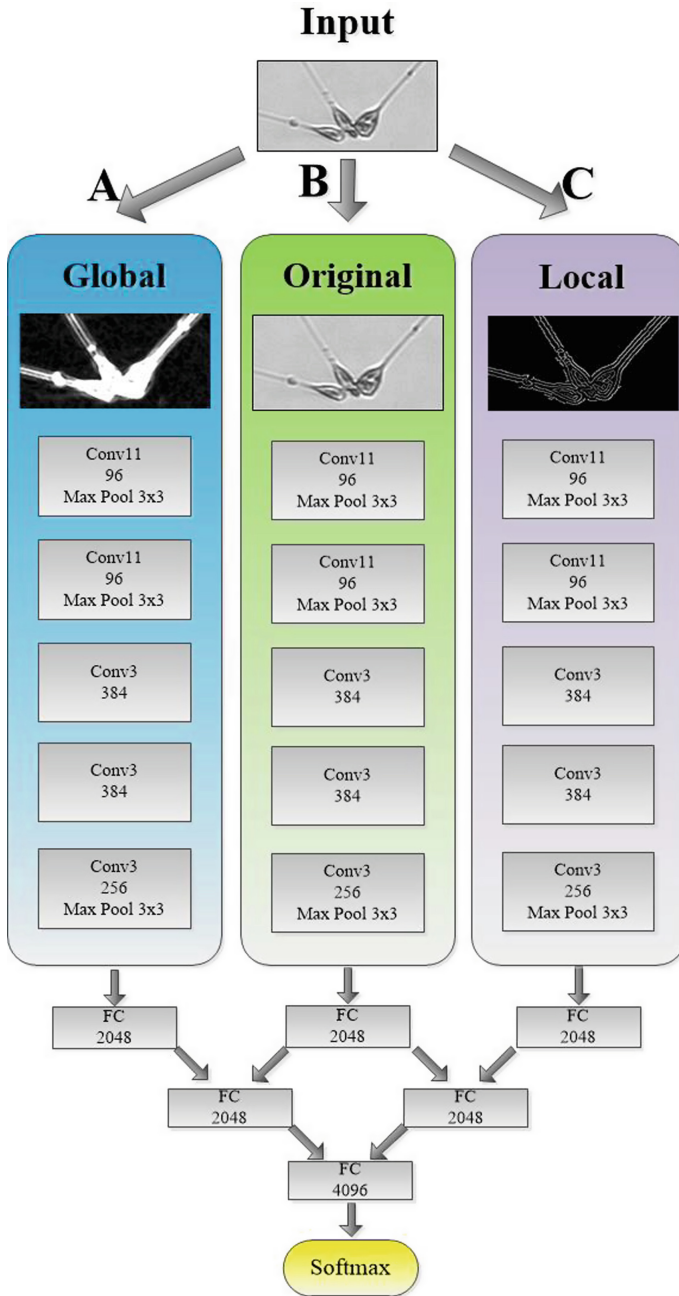 Input
A
B
C
Global
Original
Local
Conv11
96
Max Pool 3x3
Conv11
96
Max Pool 3x3
Conv3
384
Conv3
384
Conv3
256
Max Pool 3x3
Conv11
96
Max Pool 3x3
Conv11
96
Max Pool 3x3
Conv3
384
Conv3
384
Conv3
256
Max Pool 3x3
Conv11
96
Max Pool 3x3
Conv11
96
Max Pool 3x3
Conv3
384
Conv3
384
Conv3
256
Max Pool 3x3
FC
2048
FC
2048
FC
2048
FC
2048
FC
2048
FC
4096
Softmax